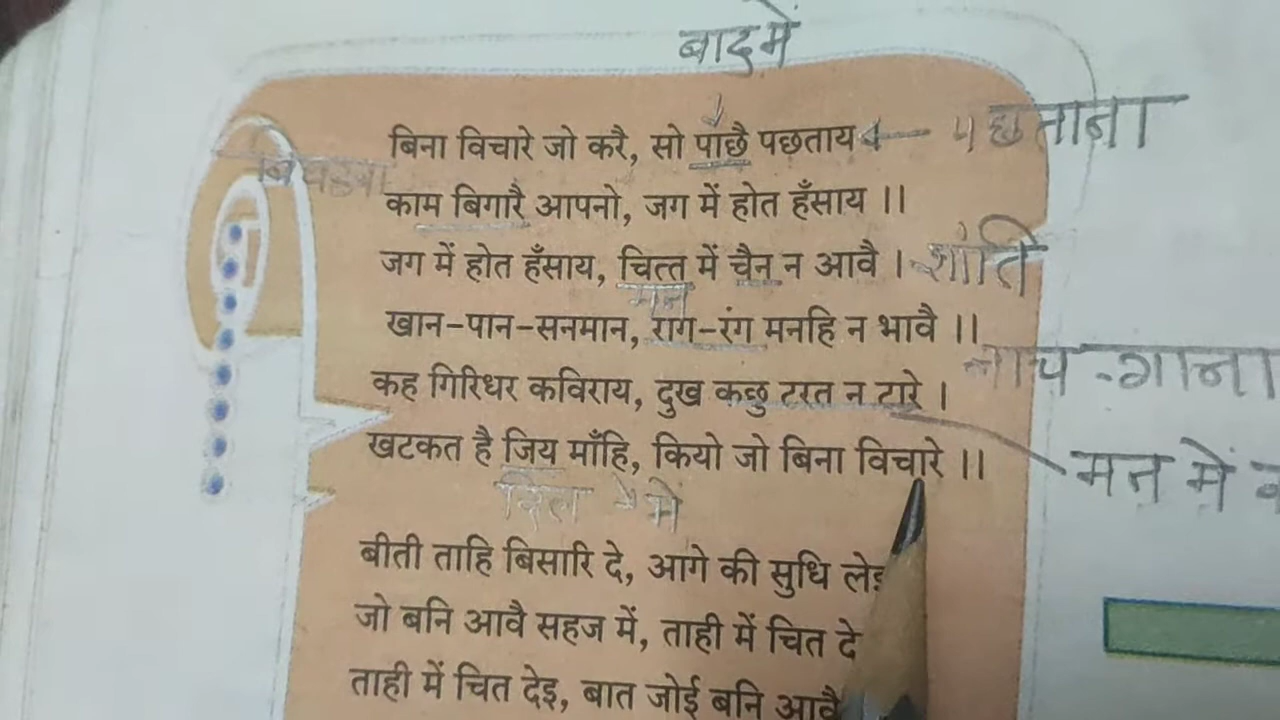 बादमें
बिना विचारे जो करै, सो पाछै पछताय
पछताना
काम बिगारै आपनो, जग में होत हँसाय ।।
जग में होत हँसाय, चित्त में चैन न आवै ।
शांति
मन
खान-पान-सनमान, राग-रंग मनहि न भावै ।।
नाच-गाना
कह गिरिधर कविराय, दुख कछु टरत न टारे ।
खटकत है जिय माँहि, कियो जो बिना विचारे ।।
मन में
दिल में
बीती ताहि बिसारि दे, आगे की सुधि
जो बनि आवै सहज में, ताही में चित
ताही में चित देइ, बात जोई बनि आवै